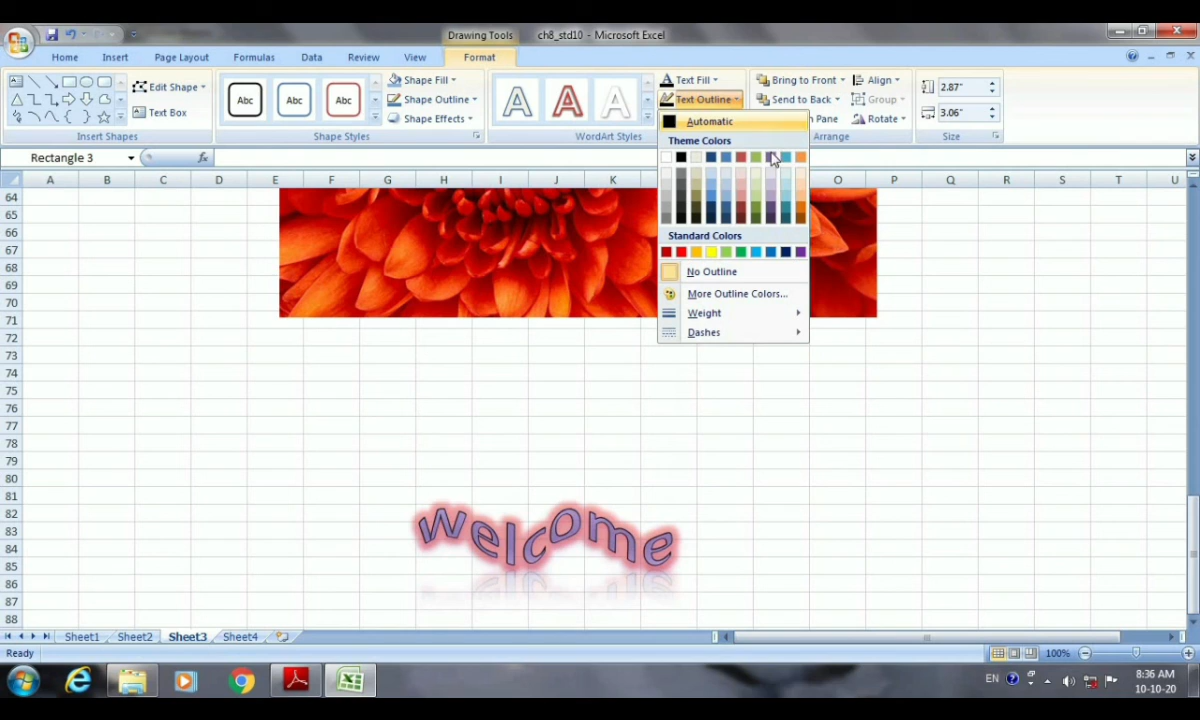 Drawing Tools
ch8_std10 - Microsoft Excel
Home
Insert
Page Layout
Formulas
Data
Review
View
Format
Abc
Abc
Abc
Edit Shape
Text Box
Shape Fill
Shape Outline
Shape Effects
A
A
A
Text Fill
Text Outline
Bring to Front
Send to Back
Pane
Align
Group
Rotate
2.87"
3.06"
Insert Shapes
Shape Styles
WordArt Styles
Arrange
Size
Rectangle 3
fx
A B C D E F G H I J K O P Q R S T U
64
65
66
67
68
69
70
71
72
73
74
75
76
77
78
79
80
81
82
83
84
85
86
87
88
Automatic
Theme Colors
Standard Colors
No Outline
More Outline Colors...
Weight
Dashes
welcome
Sheet1
Sheet2
Sheet3
Sheet4
Ready
100%
EN
8:36 AM
10-10-20